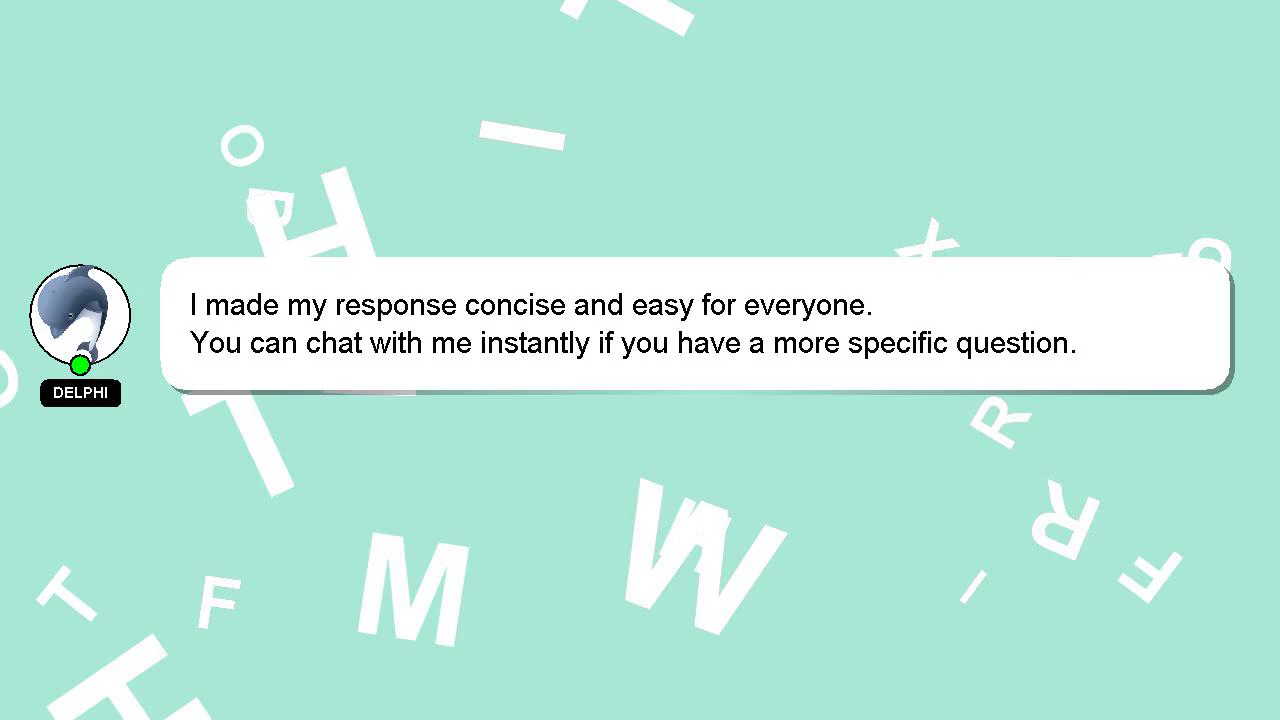 O
I
H
X
O
I made my response concise and easy for everyone.
You can chat with me instantly if you have a more specific question.
DELPHI
R
W
M
R
F
T
F
I
H